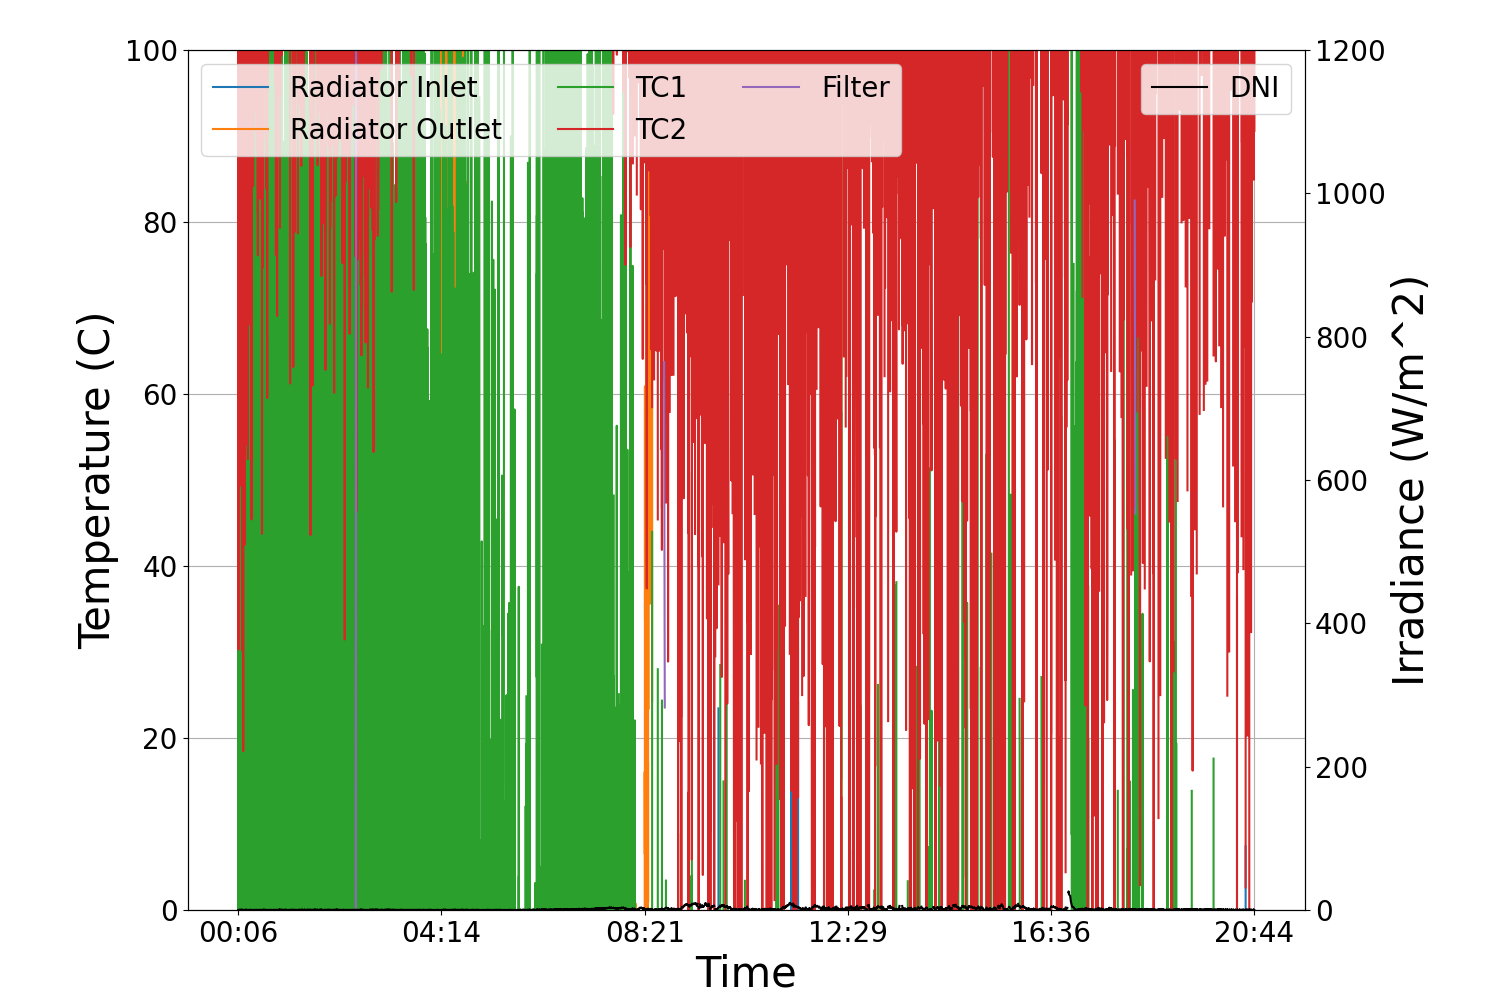 100
80
60
40
20
0
Temperature (C)
Radiator Inlet
Radiator Outlet
TC1
TC2
Filter
DNI
1200
1000
800
600
400
200
0
Irradiance (W/m^2)
00:06
04:14
08:21
12:29
16:36
20:44
Time